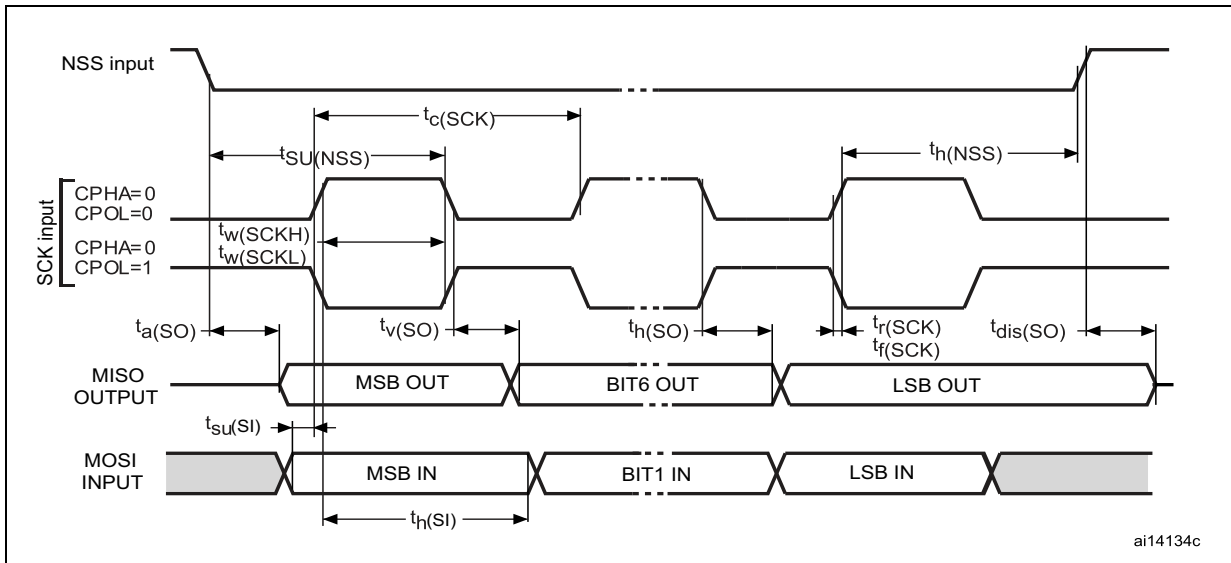 NSS input
tc(SCK)
tSU(NSS)
th(NSS)
SCK input
CPHA=0
CPOL=0
tw(SCKH)
CPHA=0
tw(SCKL)
CPOL=1
ta(SO)
tv(SO)
th(SO)
tr(SCK)
tf(SCK)
tdis(SO)
MISO
OUTPUT
MSB OUT
BIT6 OUT
LSB OUT
tsu(SI)
MOSI
INPUT
MSB IN
BIT1 IN
LSB IN
th(SI)
ai14134c